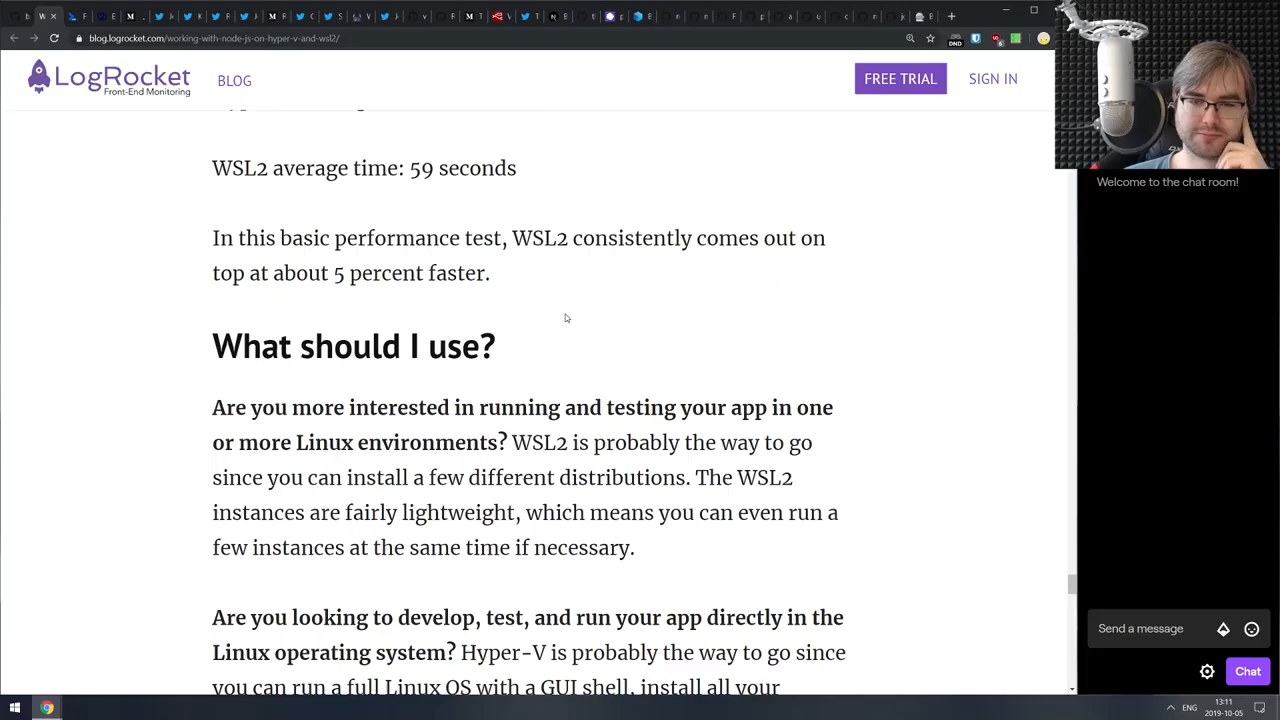 blog.logrocket.com/working-with-node-js-on-hyper-v-and-wsl2/
LogRocket
Front-End Monitoring
BLOG
FREE TRIAL
SIGN IN
WSL2 average time: 59 seconds
In this basic performance test, WSL2 consistently comes out on
top at about 5 percent faster.
What should I use?
Are you more interested in running and testing your app in one
or more Linux environments? WSL2 is probably the way to go
since you can install a few different distributions. The WSL2
instances are fairly lightweight, which means you can even run a
few instances at the same time if necessary.
Are you looking to develop, test, and run your app directly in the
Linux operating system? Hyper-V is probably the way to go since
you can run a full Linux OS with a GUI shell, install all your
Welcome to the chat room!
Send a message
Chat
ENG
13:11
2019-10-05